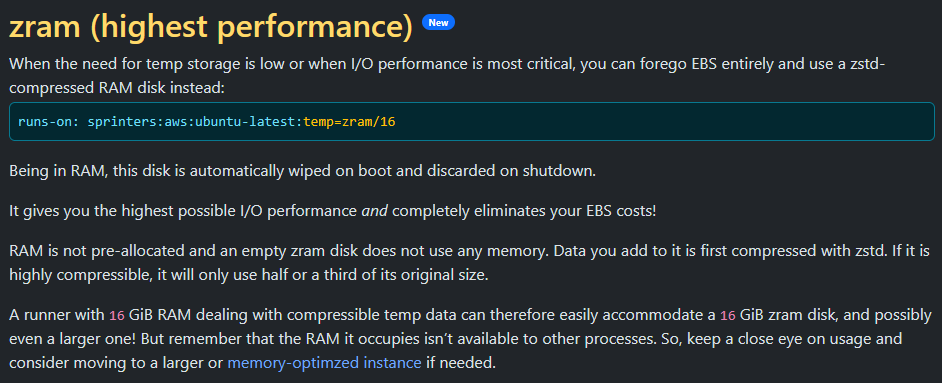 zram (highest performance) New
When the need for temp storage is low or when I/O performance is most critical, you can forego EBS entirely and use a zstd-
compressed RAM disk instead:
runs-on: sprinters:aws:ubuntu-latest:temp=zram/16
Being in RAM, this disk is automatically wiped on boot and discarded on shutdown.
It gives you the highest possible I/O performance and completely eliminates your EBS costs!
RAM is not pre-allocated and an empty zram disk does not use any memory. Data you add to it is first compressed with zstd. If it is
highly compressible, it will only use half or a third of its original size.
A runner with 16 GiB RAM dealing with compressible temp data can therefore easily accommodate a 16 GiB zram disk, and possibly
even a larger one! But remember that the RAM it occupies isn’t available to other processes. So, keep a close eye on usage and
consider moving to a larger or memory-optimzed instance if needed.